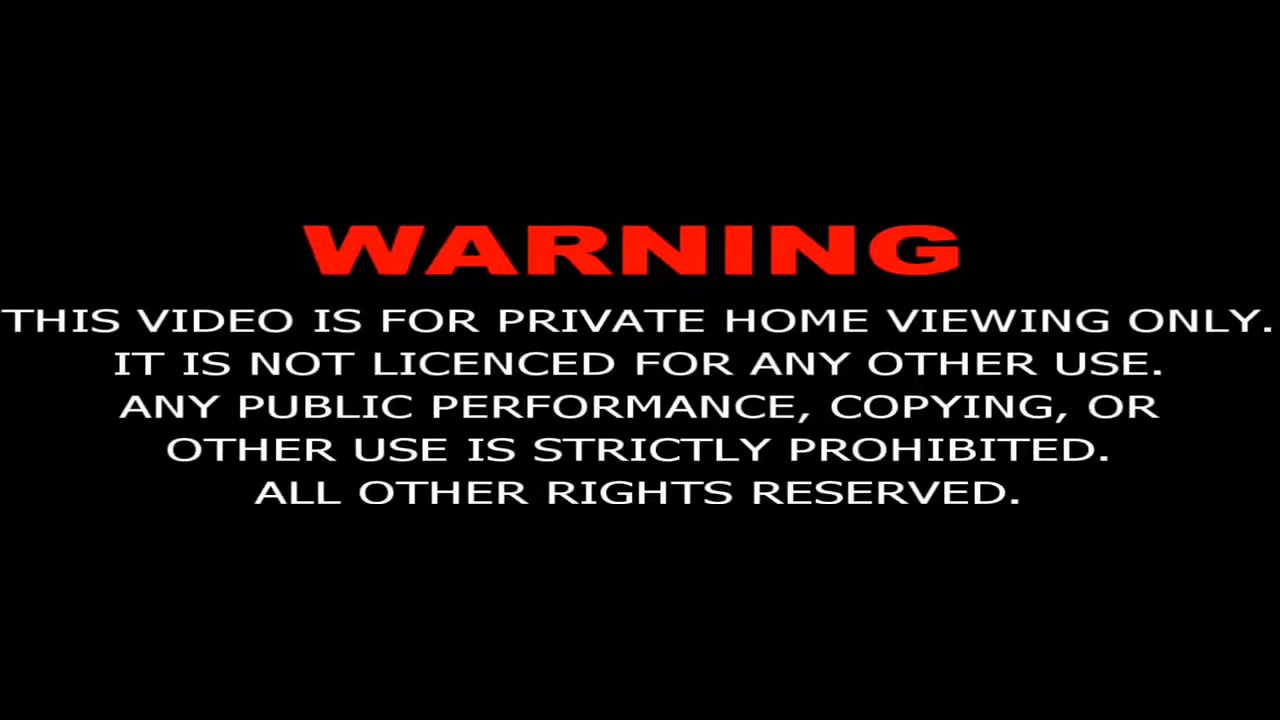 WARNING
THIS VIDEO IS FOR PRIVATE HOME VIEWING ONLY.
IT IS NOT LICENCED FOR ANY OTHER USE.
ANY PUBLIC PERFORMANCE, COPYING, OR
OTHER USE IS STRICTLY PROHIBITED.
ALL OTHER RIGHTS RESERVED.